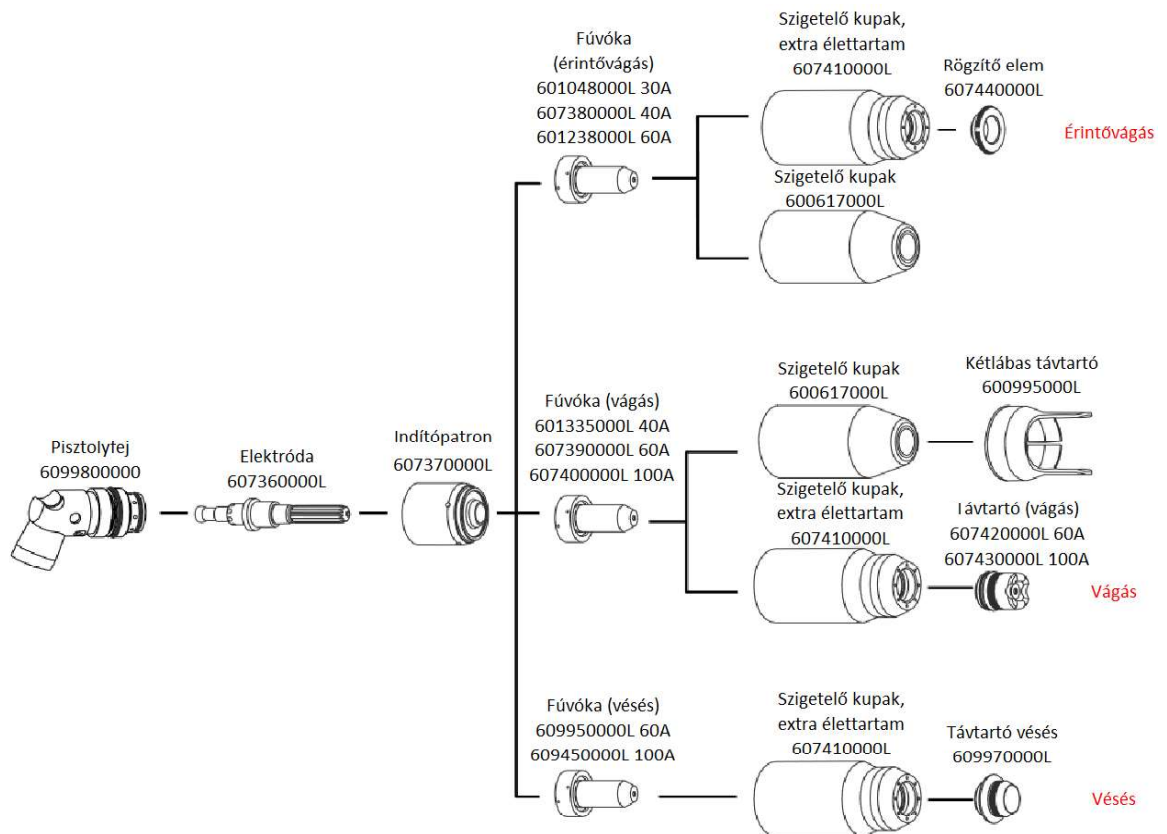 Fúvóka
(érintővágás)
601048000L 30A
607380000L 40A
601238000L 60A
Szigetelő kupak,
extra élettartam
607410000L
Rögzítő elem
607440000L
Érintővágás
Szigetelő kupak
600617000L
Pisztolyfej
6099800000
Elektróda
607360000L
Indítópatron
607370000L
Fúvóka (vágás)
601335000L 40A
607390000L 60A
607400000L 100A
Szigetelő kupak
600617000L
Kétlábas távtartó
600995000L
Szigetelő kupak,
extra élettartam
607410000L
Távtartó (vágás)
607420000L 60A
607430000L 100A
Vágás
Fúvóka (vésés)
609950000L 60A
609450000L 100A
Szigetelő kupak,
extra élettartam
607410000L
Távtartó vésés
609970000L
Vésés